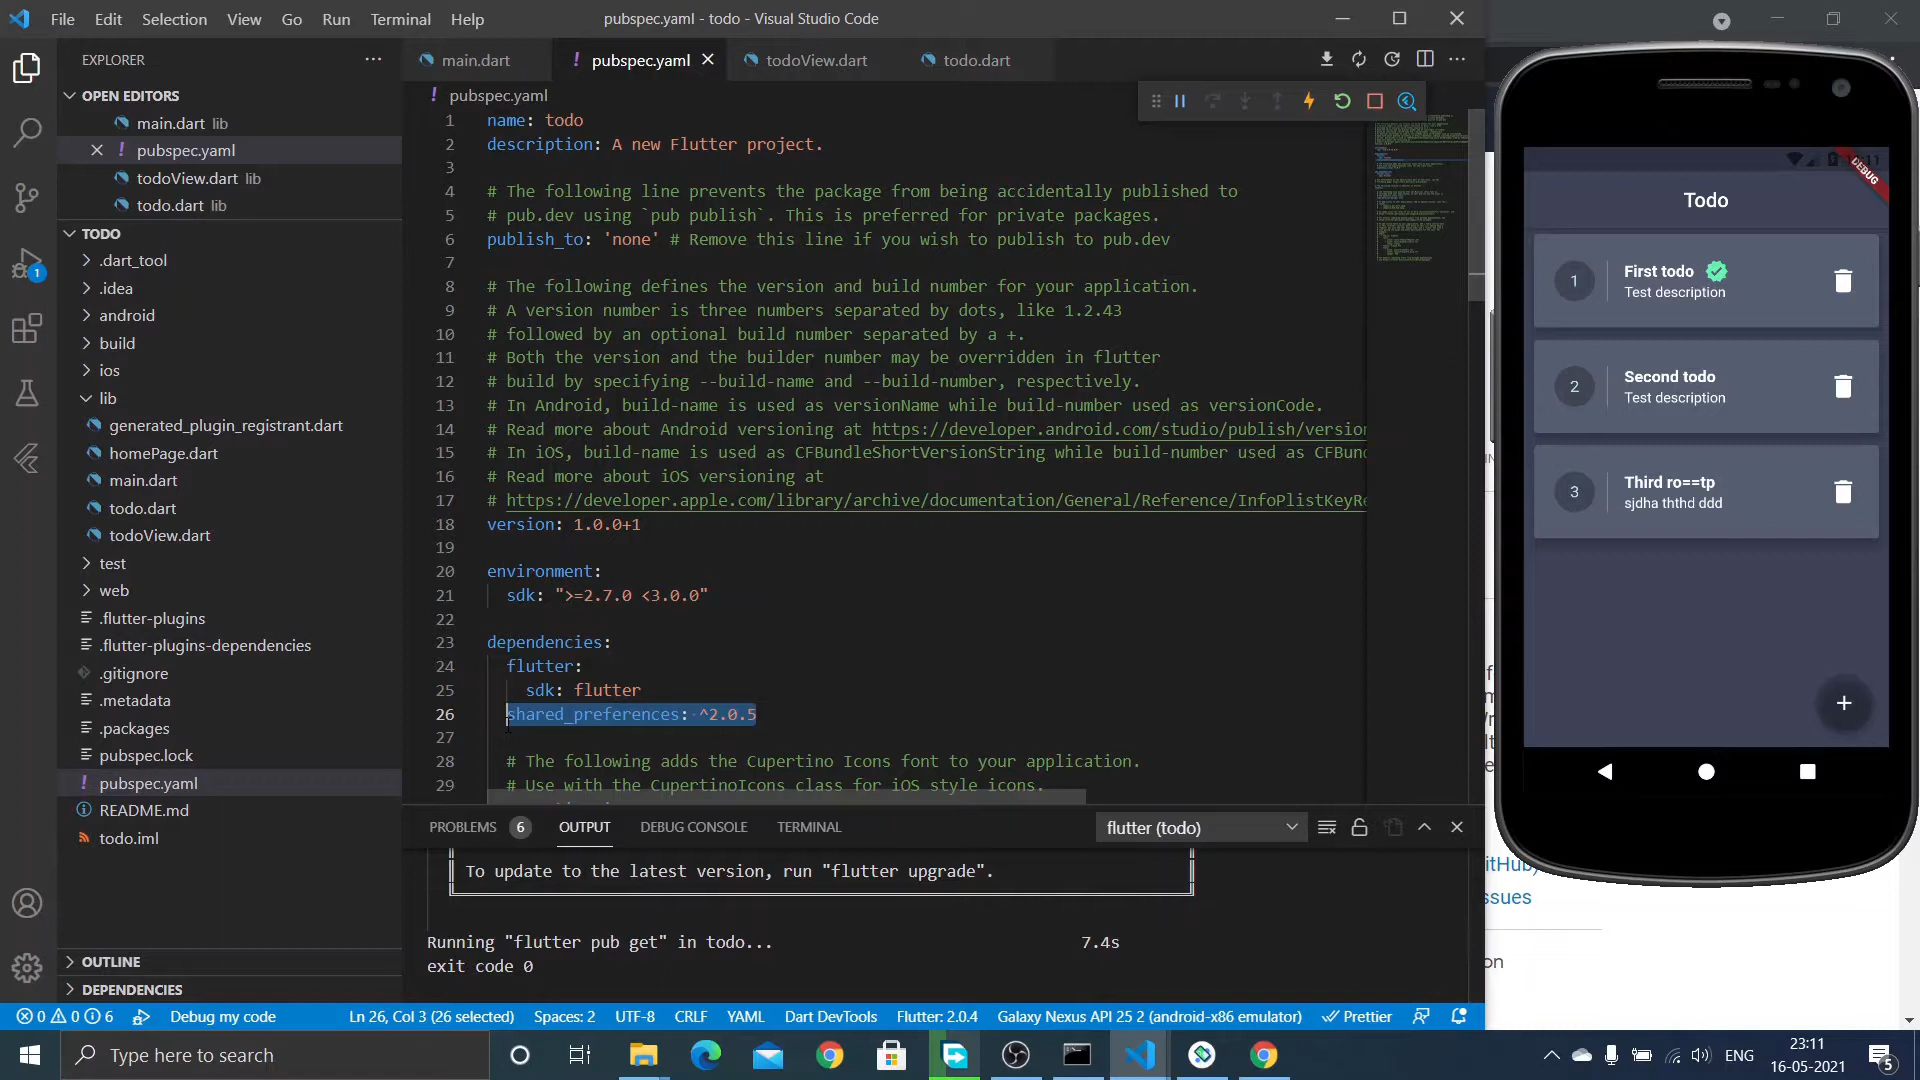 File Edit Selection View Go Run Terminal Help
pubspec.yaml - todo - Visual Studio Code
EXPLORER
OPEN EDITORS
main.dart lib
pubspec.yaml
todoView.dart lib
todo.dart lib
TODO
.dart_tool
.idea
android
build
ios
lib
generated_plugin_registrant.dart
homePage.dart
main.dart
todo.dart
todoView.dart
test
web
.flutter-plugins
.flutter-plugins-dependencies
.gitignore
.metadata
.packages
pubspec.lock
pubspec.yaml
README.md
todo.iml
OUTLINE
DEPENDENCIES
1
main.dart pubspec.yaml todoView.dart todo.dart
pubspec.yaml
1 name: todo
2 description: A new Flutter project.
3
4 # The following line prevents the package from being accidentally published to
5 # pub.dev using `pub publish`. This is preferred for private packages.
6 publish_to: 'none' # Remove this line if you wish to publish to pub.dev
7
8 # The following defines the version and build number for your application.
9 # A version number is three numbers separated by dots, like 1.2.43
10 # followed by an optional build number separated by a +.
11 # Both the version and the builder number may be overridden in flutter
12 # build by specifying --build-name and --build-number, respectively.
13 # In Android, build-name is used as versionName while build-number used as versionCode.
14 # Read more about Android versioning at https://developer.android.com/studio/publish/version
15 # In iOS, build-name is used as CFBundleShortVersionString while build-number used as CFBund
16 # Read more about iOS versioning at
17 # https://developer.apple.com/library/archive/documentation/General/Reference/InfoPlistKeyRe
18 version: 1.0.0+1
19
20 environment:
21 sdk: ">=2.7.0 <3.0.0"
22
23 dependencies:
24 flutter:
25 sdk: flutter
26 shared_preferences: ^2.0.5
27
28 # The following adds the Cupertino Icons font to your application.
29 # Use with the CupertinoIcons class for iOS style icons.
PROBLEMS 6 OUTPUT DEBUG CONSOLE TERMINAL
flutter (todo)
To update to the latest version, run "flutter upgrade".
Running "flutter pub get" in todo... 7.4s
exit code 0
0 0 6 Debug my code Ln 26, Col 3 (26 selected) Spaces: 2 UTF-8 CRLF YAML Dart DevTools Flutter: 2.0.4 Galaxy Nexus API 25 2 (android-x86 emulator) Prettier
DEBUG
Todo
1 First todo
Test description
2 Second todo
Test description
3 Third ro==tp
sjdha ththd ddd
+
itHub
ssues
on
Type here to search
ENG
23:11
16-05-2021
5